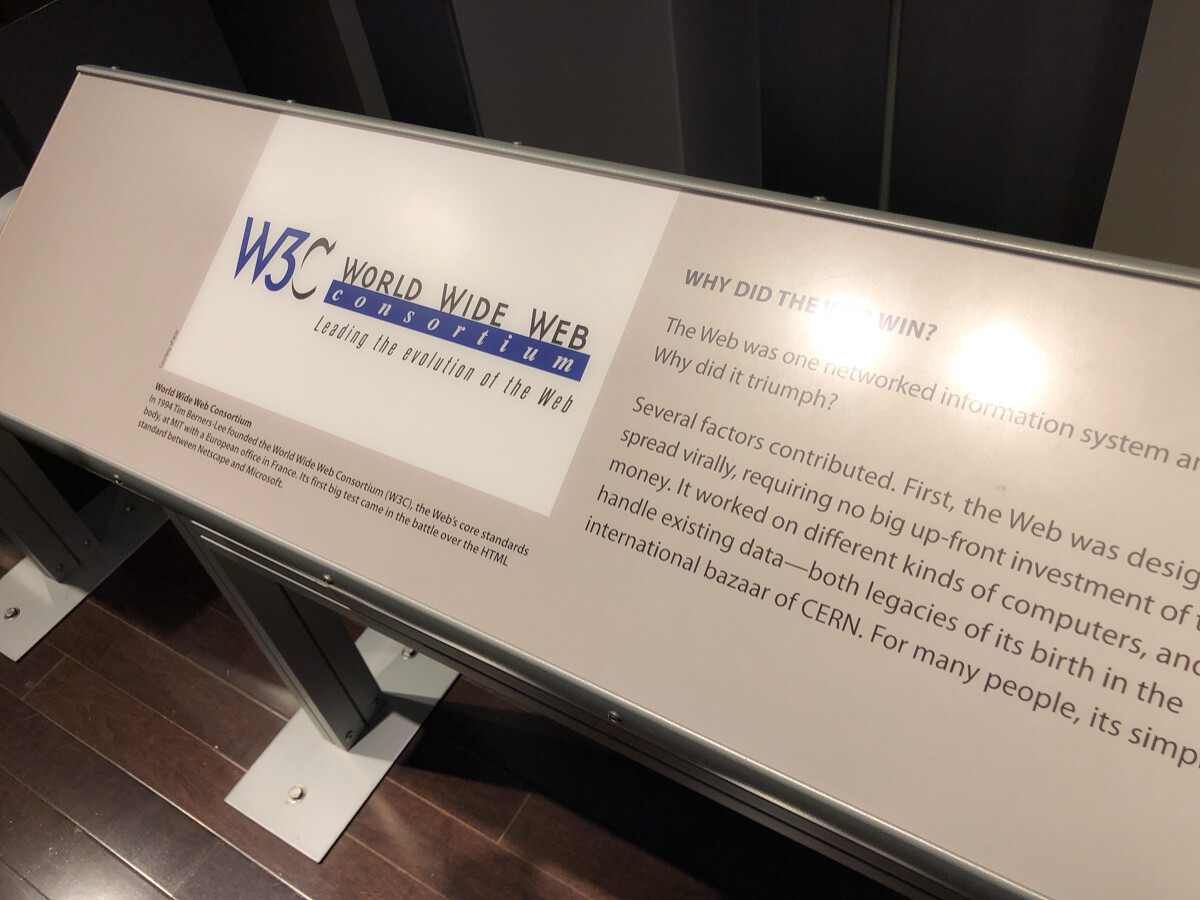 W3C WORLD WIDE WEB
consortium
Leading the evolution of the Web
World Wide Web Consortium
In 1994 Tim Berners-Lee founded the World Wide Web Consortium (W3C), the Web's core standards
body, at MIT with a European office in France. Its first big test came in the battle over the HTML
standard between Netscape and Microsoft.
WHY DID THE WIN?
The Web was one networked information system
Why did it triumph?
Several factors contributed. First, the Web was
spread virally, requiring no big up-front investment of
money. It worked on different kinds of computers,
handle existing data—both legacies of its birth in the
international bazaar of CERN. For many people, its